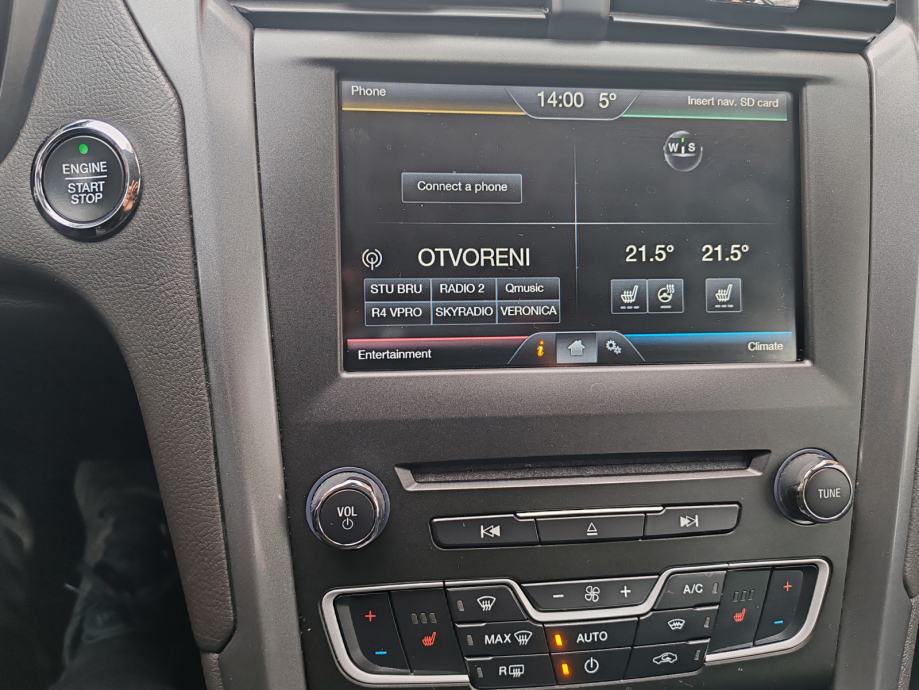 Phone
14:00 5°
Insert nav. SD card
W S
ENGINE
START
STOP
Connect a phone
OTVORENI
21.5° 21.5°
STU BRU RADIO 2 Qmusic
R4 VPRO SKYRADIO VERONICA
Entertainment
i
Climate
VOL
TUNE
- +
A/C
+ +
MAX
AUTO
- -
R